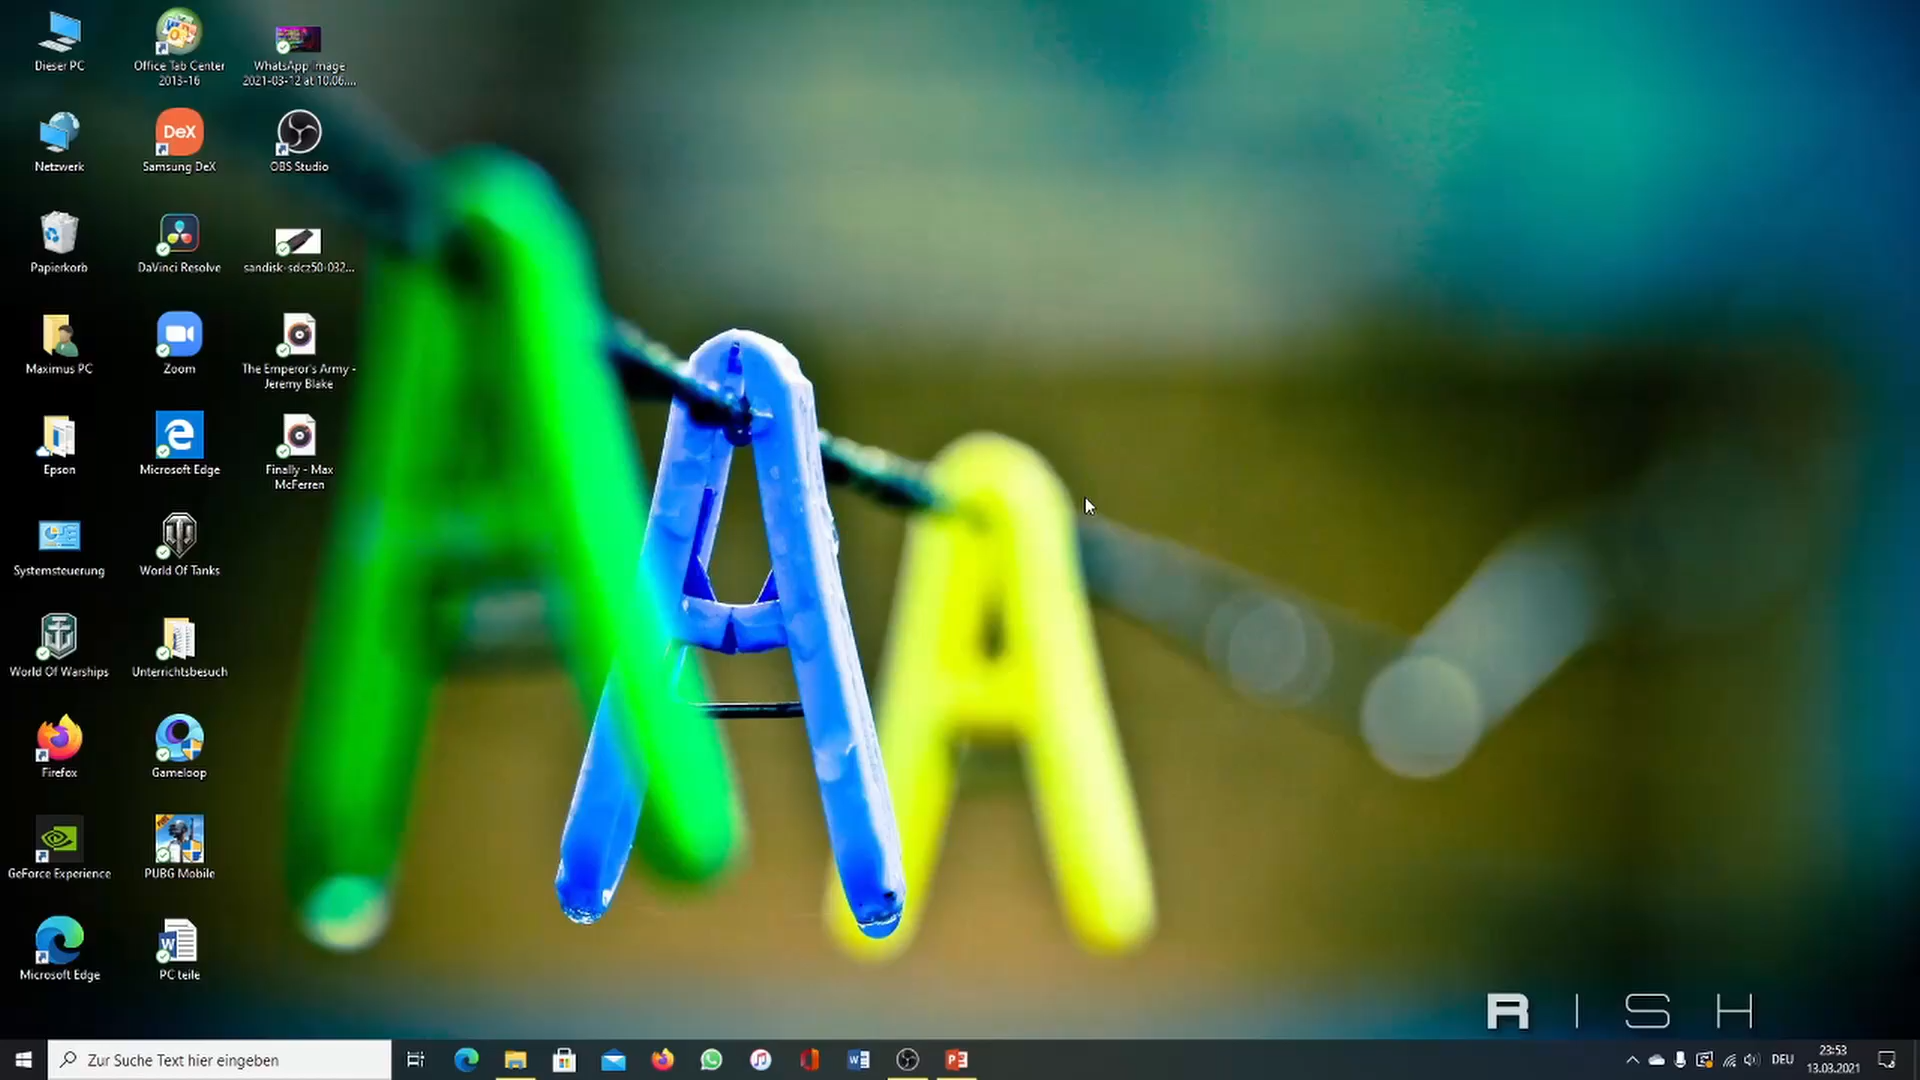 Dieser PC
Office Tab Center
2013-16
WhatsApp Image
2021-03-12 at 10.06....
Netzwerk
DeX
Samsung DeX
OBS Studio
Papierkorb
DaVinci Resolve
sandisk-sdcz50-032...
Maximus PC
Zoom
The Emperor's Army -
Jeremy Blake
Epson
Microsoft Edge
Finally - Max
McFerren
Systemsteuerung
World Of Tanks
World Of Warships
Unterrichtsbesuch
Firefox
Gameloop
GeForce Experience
PUBG Mobile
Microsoft Edge
PC teile
R I S H
Zur Suche Text hier eingeben
DEU
23:53
13.03.2021